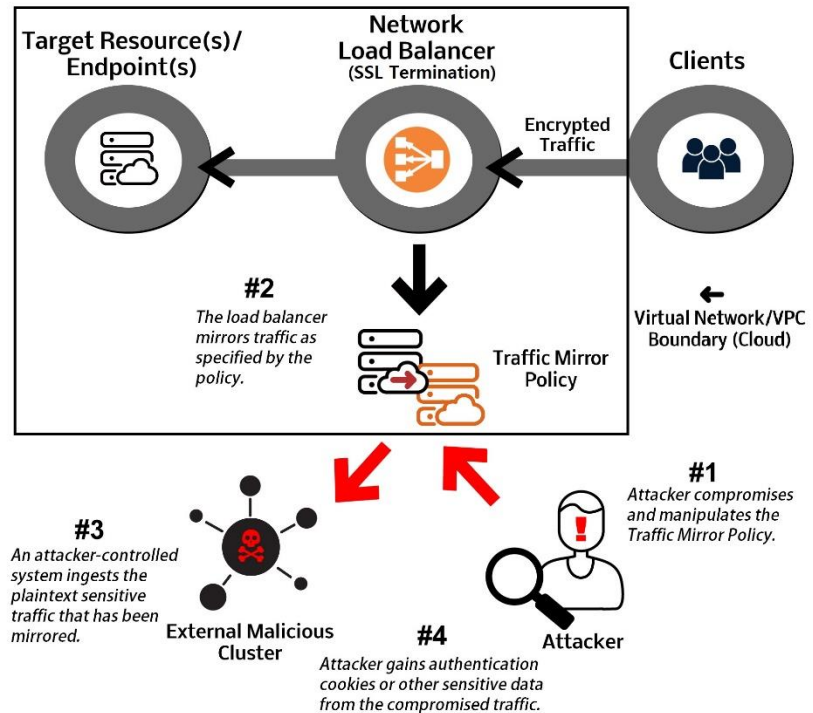 Target Resource(s)/
Endpoint(s)
Network
Load Balancer
(SSL Termination)
Clients
Encrypted
Traffic
#2
The load balancer
mirrors traffic as
specified by the
policy.
Traffic Mirror
Policy
Virtual Network/VPC
Boundary (Cloud)
#1
Attacker compromises
and manipulates the
Traffic Mirror Policy.
#3
An attacker-controlled
system ingests the
plaintext sensitive
traffic that has been
mirrored.
External Malicious
Cluster
!
Attacker
#4
Attacker gains authentication
cookies or other sensitive data
from the compromised traffic.